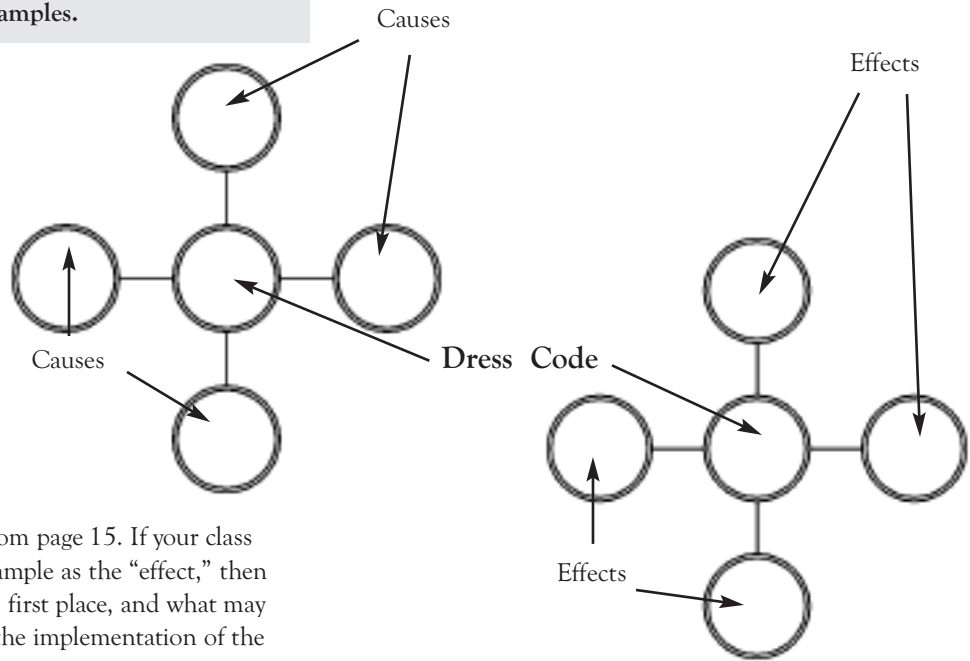 amples.
Causes
Effects
Causes
Dress Code
Effects
om page 15. If your class
ample as the “effect,” then
first place, and what may
the implementation of the